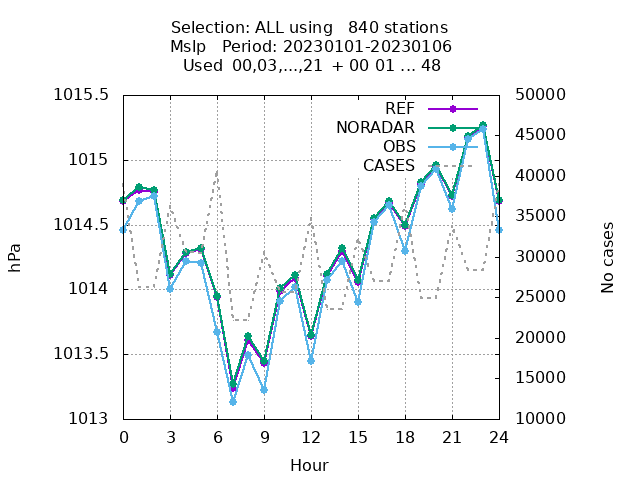 Selection: ALL using   840 stations
Mslp   Period: 20230101-20230106
Used  00,03,...,21  + 00 01 ... 48
1015.5
1015
1014.5
1014
1013.5
1013
hPa
REF
NORADAR
OBS
CASES
50000
45000
40000
35000
30000
25000
20000
15000
10000
No cases
0 3 6 9 12 15 18 21 24
Hour